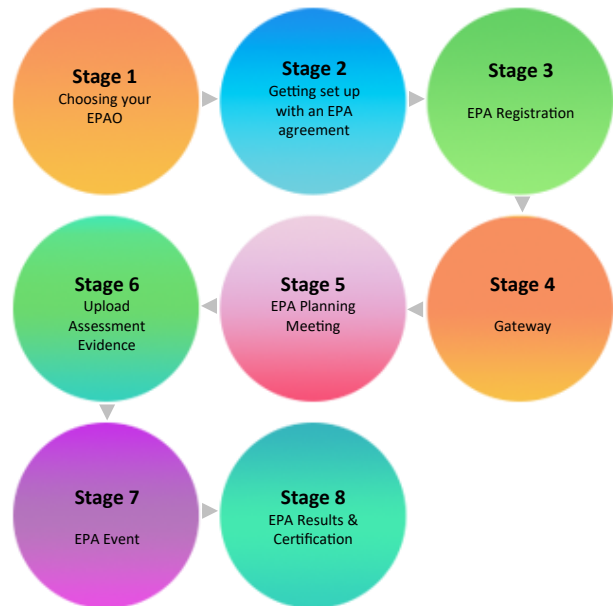 Stage 1
Choosing your
EPAO
Stage 2
Getting set up
with an EPA
agreement
Stage 3
EPA Registration
Stage 4
Gateway
Stage 5
EPA Planning
Meeting
Stage 6
Upload
Assessment
Evidence
Stage 7
EPA Event
Stage 8
EPA Results &
Certification